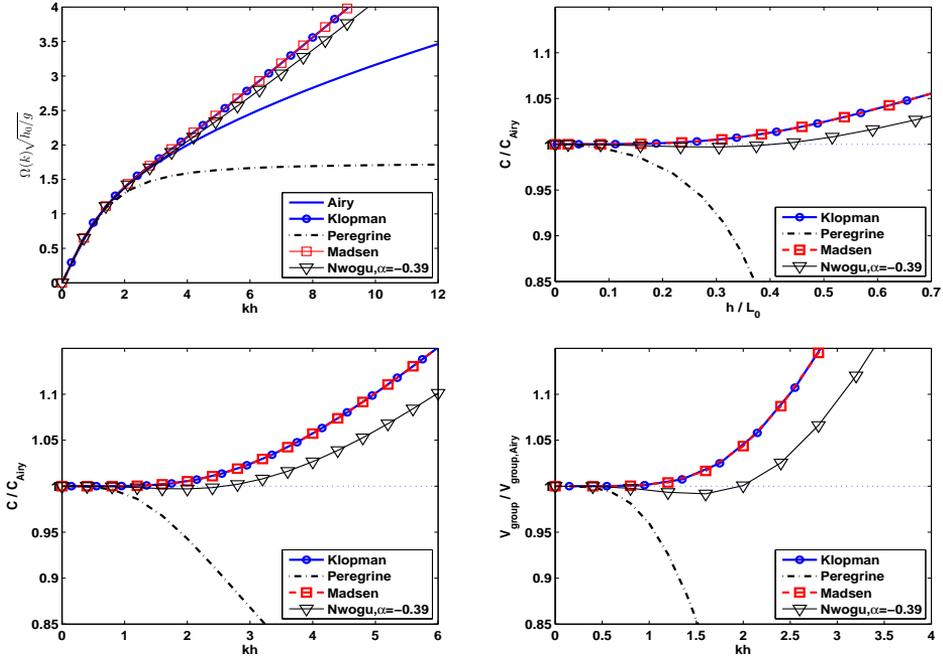 4
3.5
3
2.5
2
1.5
1
0.5
0
Ω(k)√h₀/g
0 2 4 6 8 10 12
kh
Airy
Klopman
Peregrine
Madsen
Nwogu,α=−0.39
1.1
1.05
1
0.95
0.9
0.85
C / C_Airy
0 0.1 0.2 0.3 0.4 0.5 0.6 0.7
h / L_0
Klopman
Peregrine
Madsen
Nwogu,α=−0.39
1.1
1.05
1
0.95
0.9
0.85
C / C_Airy
0 1 2 3 4 5 6
kh
Klopman
Peregrine
Madsen
Nwogu,α=−0.39
1.1
1.05
1
0.95
0.9
0.85
V_group / V_group,Airy
0 0.5 1 1.5 2 2.5 3 3.5 4
kh
Klopman
Peregrine
Madsen
Nwogu,α=−0.39